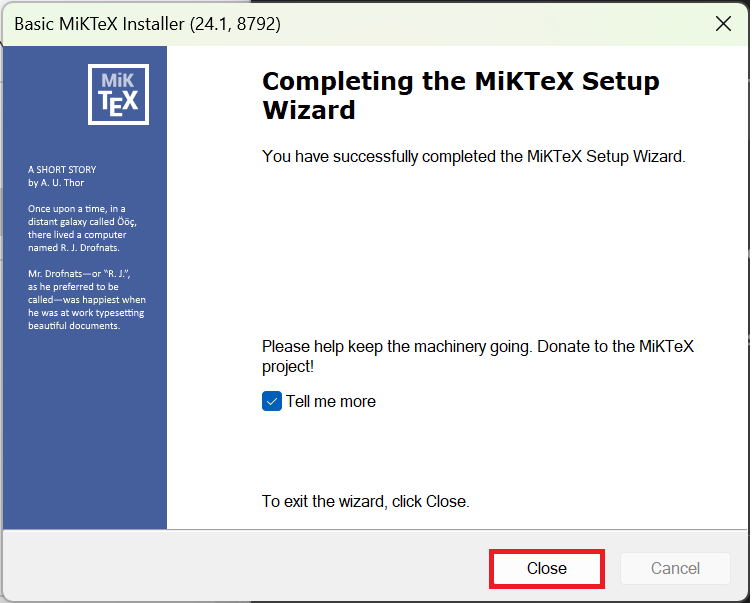 Basic MiKTeX Installer (24.1, 8792)
MiK
TEX
A SHORT STORY
by A. U. Thor
Once upon a time, in a
distant galaxy called Ööç,
there lived a computer
named R. J. Drofnats.
Mr. Drofnats—or “R. J.”,
as he preferred to be
called—was happiest when
he was at work typesetting
beautiful documents.
Completing the MiKTeX Setup
Wizard
You have successfully completed the MiKTeX Setup Wizard.
Please help keep the machinery going. Donate to the MiKTeX
project!
Tell me more
To exit the wizard, click Close.
Close
Cancel